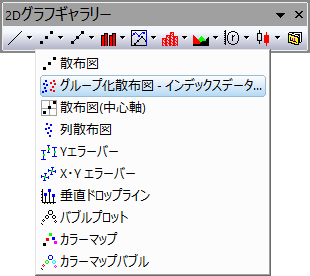 2Dグラフギャラリー
散布図
グループ化散布図 - インデックスデータ...
散布図(中心軸)
列散布図
Yエラーバー
X・Y エラーバー
垂直ドロップライン
バブルプロット
カラーマップ
カラーマップバブル